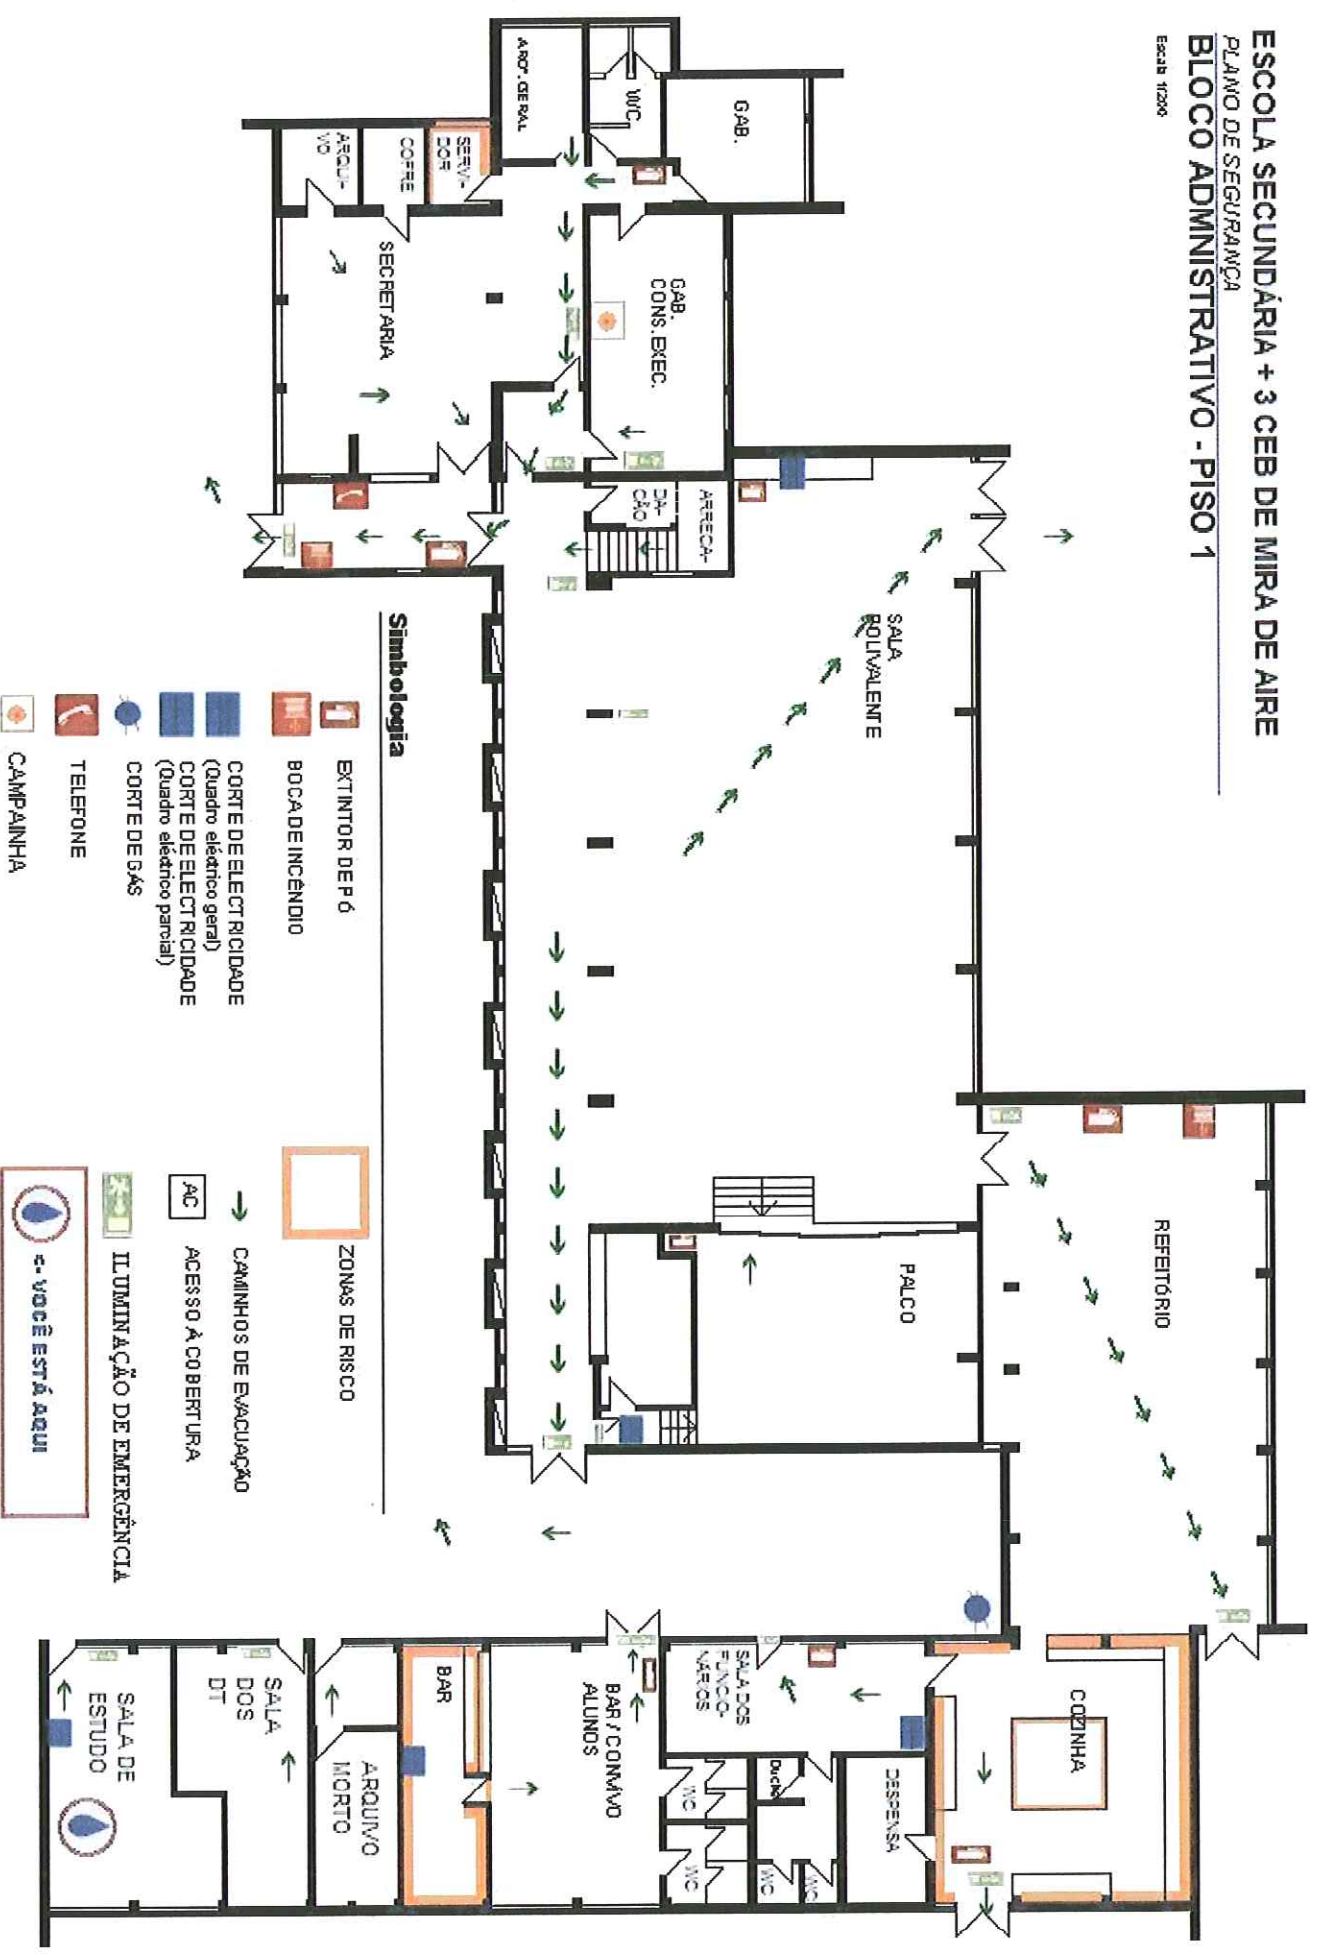 ESCOLA SECUNDÁRIA + 3 CEB DE MIRA DE AIRE
PLANO DE SEGURANÇA
BLOCO ADMNISTRATIVO - PISO 1
Escala 1/200
GAB.
WC
ARQº. GERAL
SERVI-
DOR
COFRE
ARQUI-
VO
SECRETARIA
GAB.
CONS. EXEC.
ARRECA-
DA-
ÇÃO
SALA
POLIVALENTE
REFEITÓRIO
PALCO
COZINHA
DESPENSA
SALA DOS
FUNCIO-
NÁRIOS
Duche
WC
WC
WC
WC
BAR / CONVÍVO
ALUNOS
BAR
ARQUIVO
MORTO
SALA
DOS
DT
SALA DE
ESTUDO
Simbologia
EXTINTOR DE PÓ
BOCA DE INCÊNDIO
CORTE DE ELECTRICIDADE
(Quadro eléctrico geral)
CORTE DE ELECTRICIDADE
(Quadro eléctrico parcial)
CORTE DE GÁS
TELEFONE
CAMPAINHA
ZONAS DE RISCO
CAMINHOS DE EVACUAÇÃO
AC
ACESSO À COBERTURA
ILUMINAÇÃO DE EMERGÊNCIA
<- VOCÊ ESTÁ AQUI